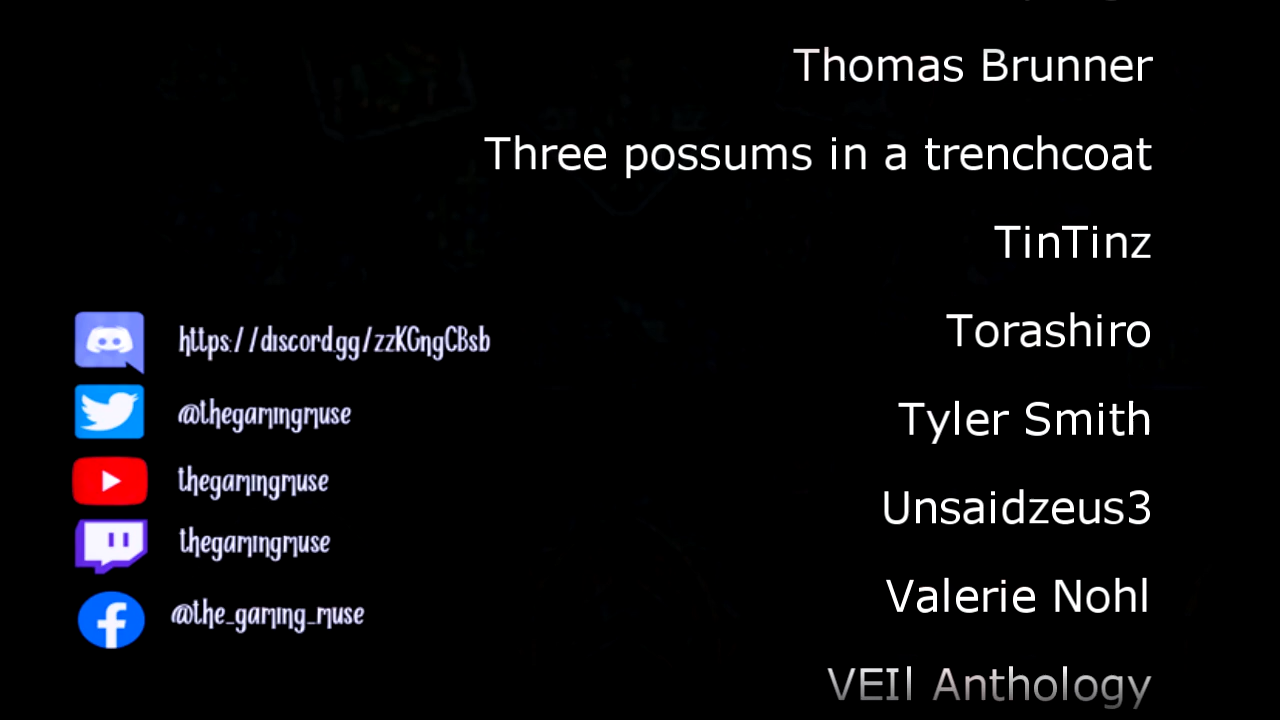 Thomas Brunner
Three possums in a trenchcoat
TinTinz
Torashiro
Tyler Smith
Unsaidzeus3
Valerie Nohl
VEIl Anthology
https://discord.gg/zzKGngCBsb
@thegamingmuse
thegamingmuse
thegamingmuse
@the_gaming_muse